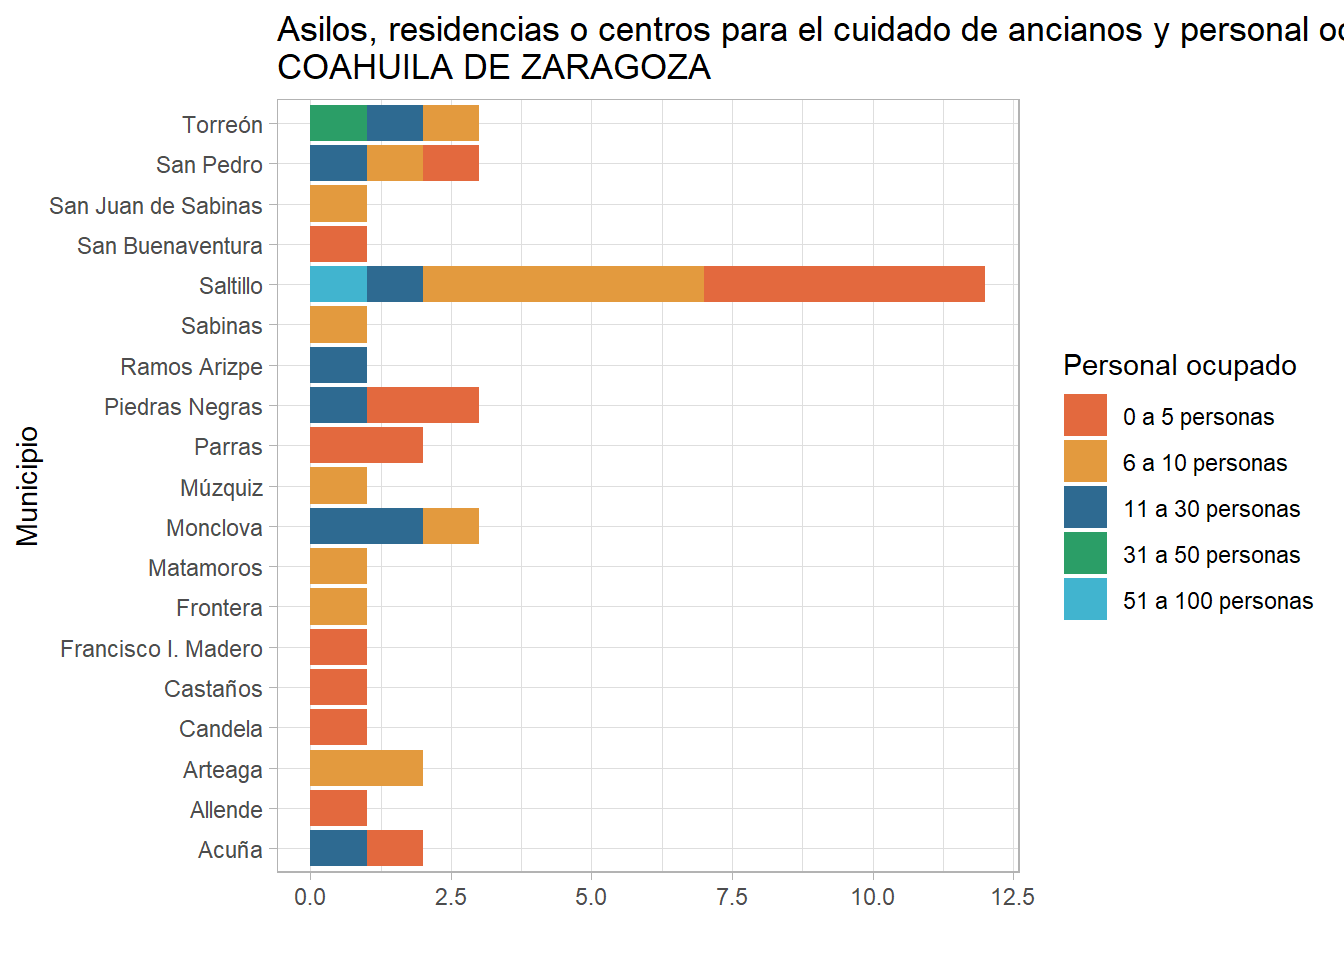 Asilos, residencias o centros para el cuidado de ancianos y personal
COAHUILA DE ZARAGOZA
Municipio
Torreón
San Pedro
San Juan de Sabinas
San Buenaventura
Saltillo
Sabinas
Ramos Arizpe
Piedras Negras
Parras
Múzquiz
Monclova
Matamoros
Frontera
Francisco I. Madero
Castaños
Candela
Arteaga
Allende
Acuña
0.0 2.5 5.0 7.5 10.0 12.5
Personal ocupado
0 a 5 personas
6 a 10 personas
11 a 30 personas
31 a 50 personas
51 a 100 personas